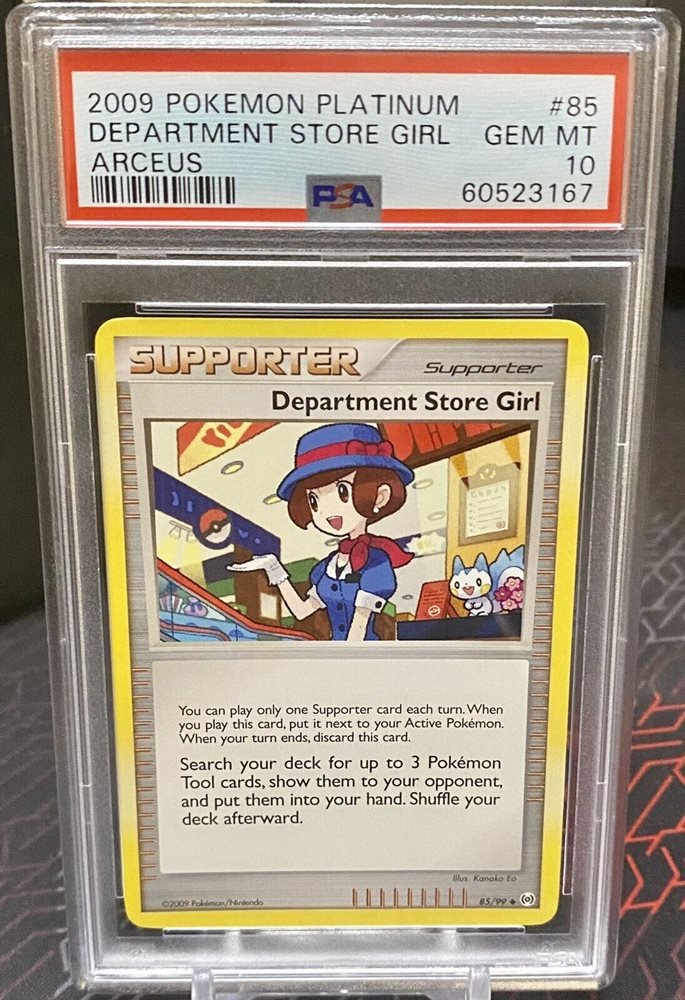 2009 POKEMON PLATINUM #85
DEPARTMENT STORE GIRL GEM MT
ARCEUS 10
PSA 60523167
SUPPORTER Supporter
Department Store Girl
You can play only one Supporter card each turn. When
you play this card, put it next to your Active Pokémon.
When your turn ends, discard this card.
Search your deck for up to 3 Pokémon
Tool cards, show them to your opponent,
and put them into your hand. Shuffle your
deck afterward.
Illus. Kanako Eo
©2009 Pokémon/Nintendo 85/99